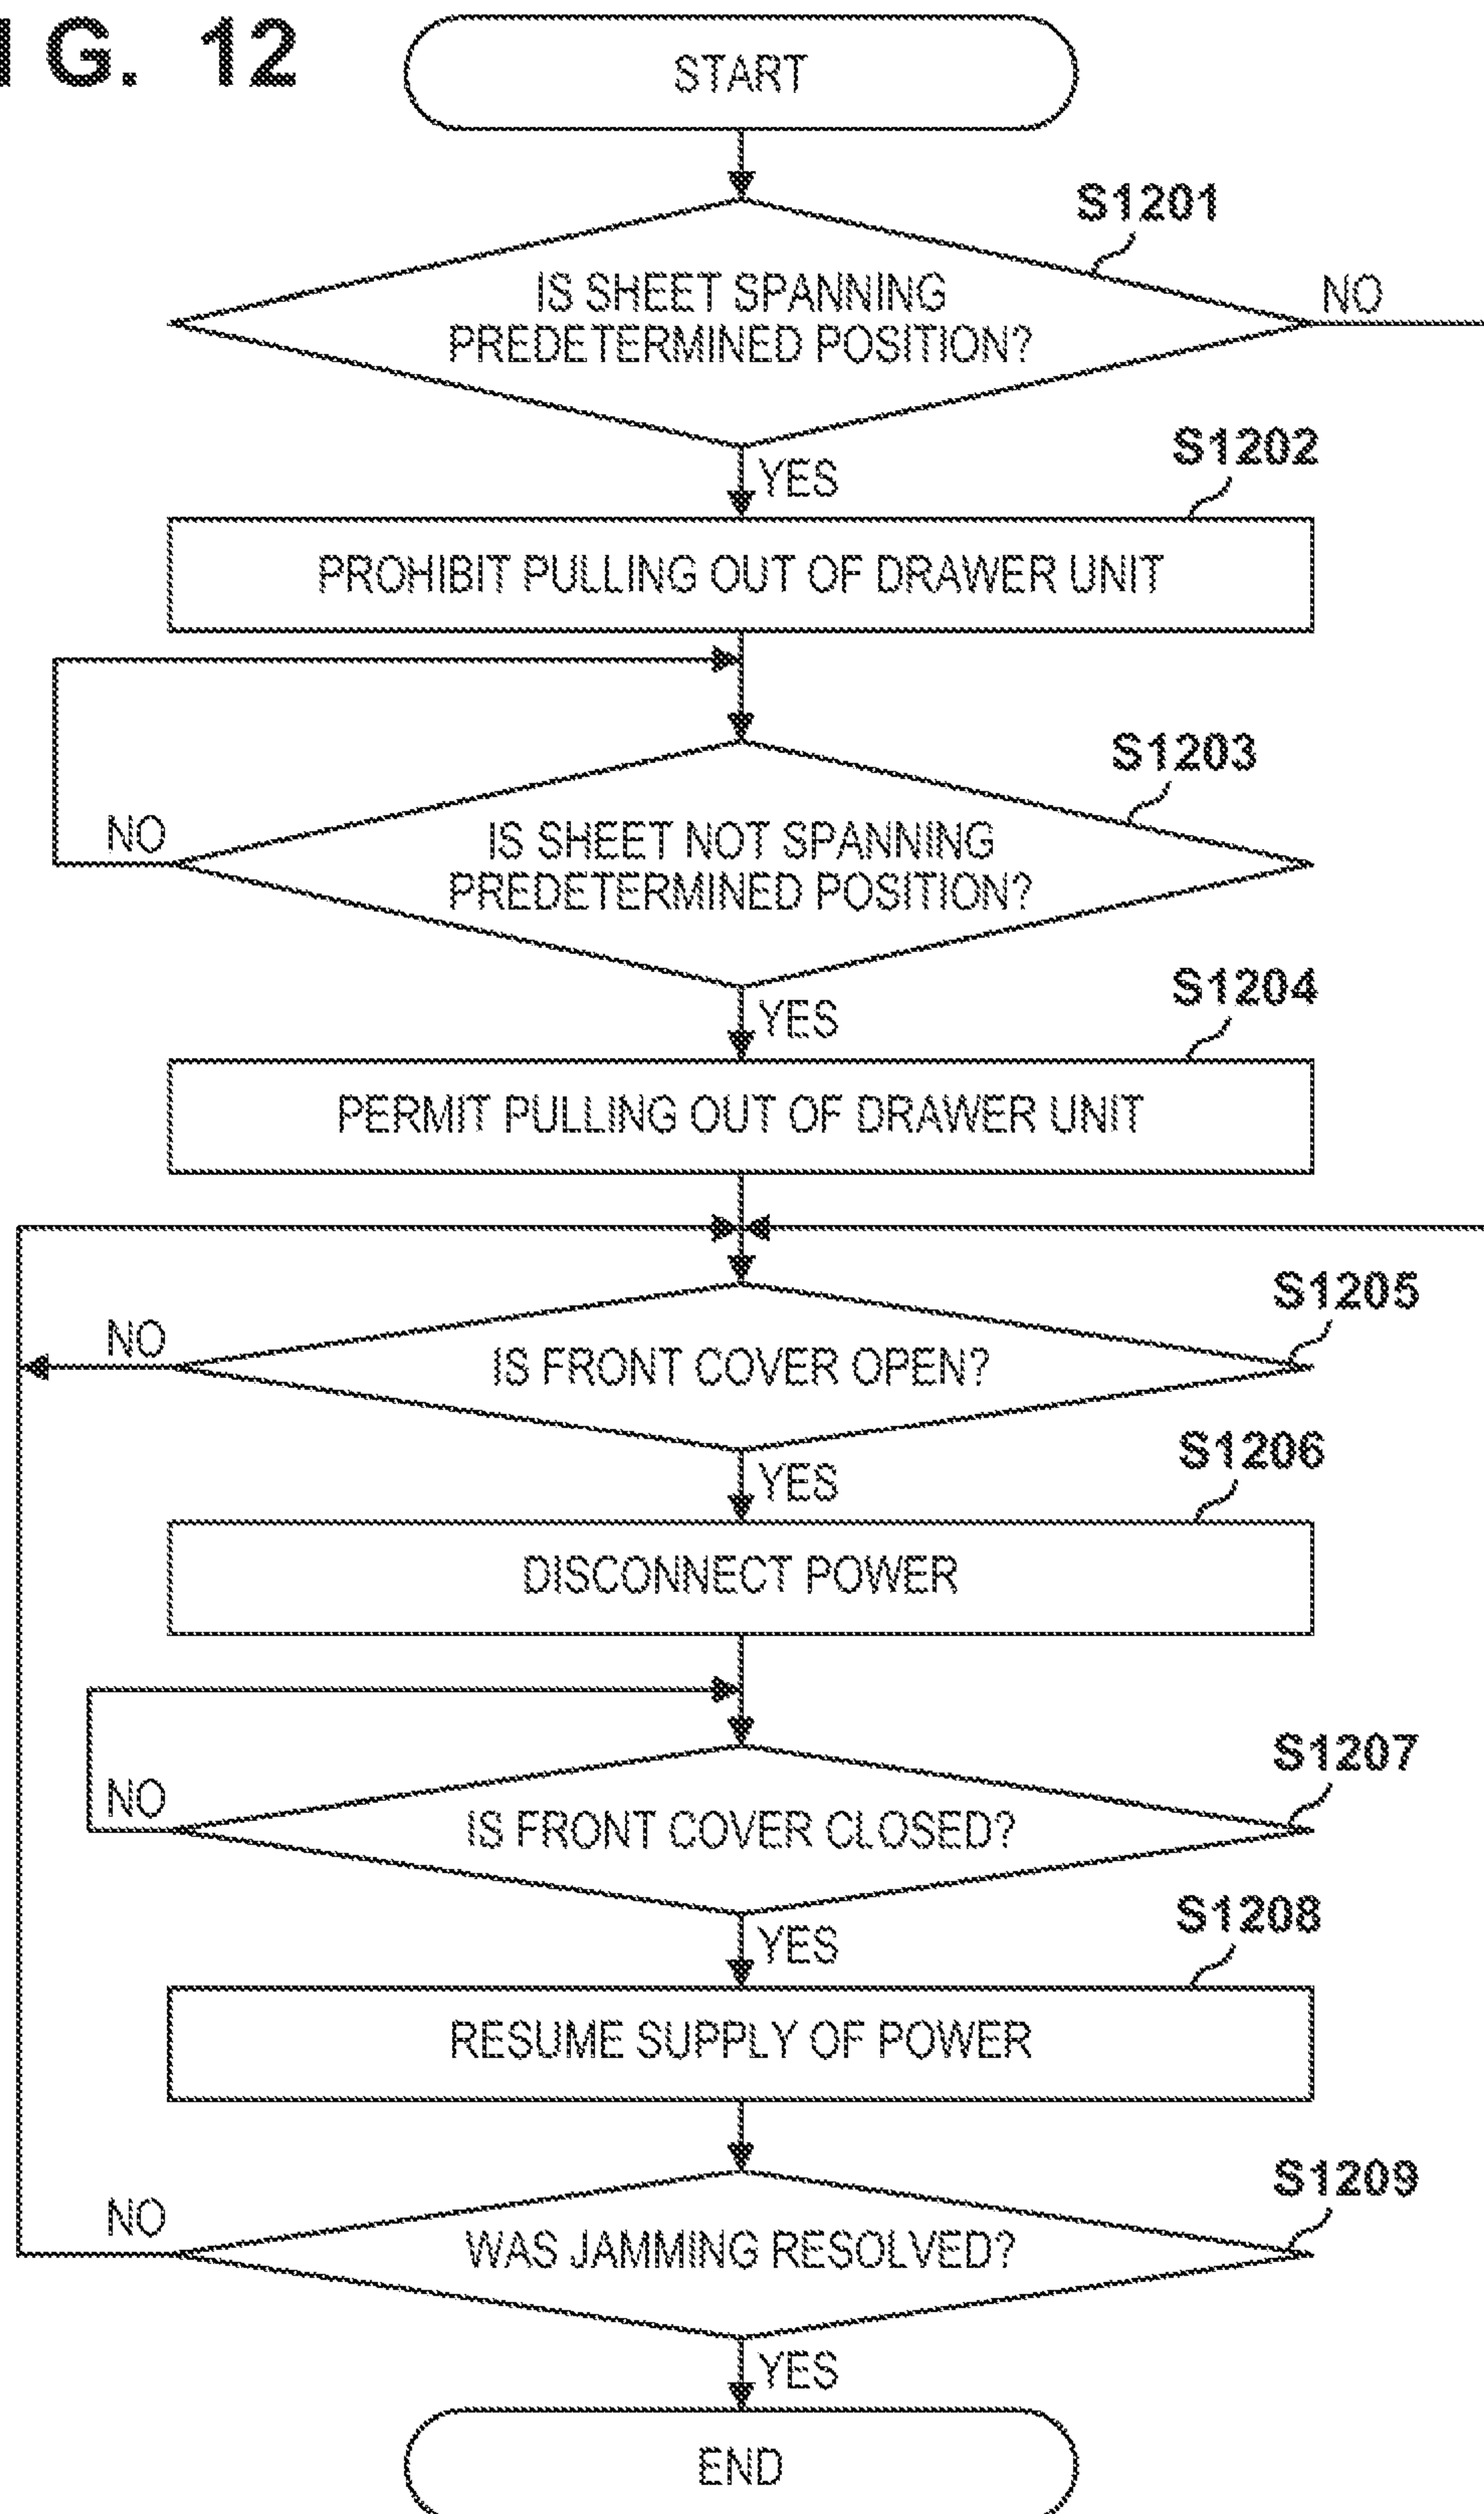 IG. 12
START
S1201
IS SHEET SPANNING
PREDETERMINED POSITION?
NO
YES
S1202
PROHIBIT PULLING OUT OF DRAWER UNIT
S1203
IS SHEET NOT SPANNING
PREDETERMINED POSITION?
NO
YES
S1204
PERMIT PULLING OUT OF DRAWER UNIT
S1205
IS FRONT COVER OPEN?
NO
YES
S1206
DISCONNECT POWER
S1207
IS FRONT COVER CLOSED?
NO
YES
S1208
RESUME SUPPLY OF POWER
S1209
WAS JAMMING RESOLVED?
NO
YES
END